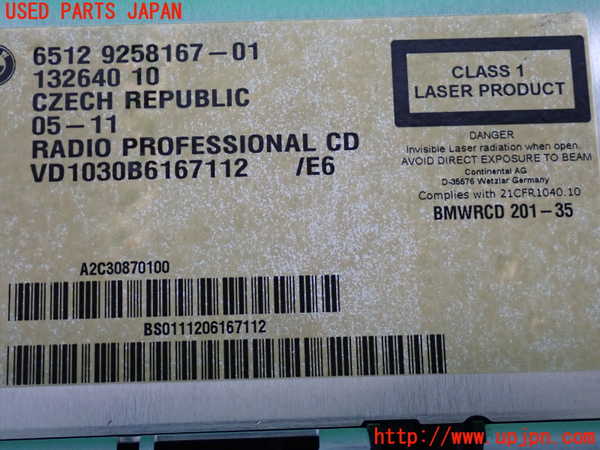 USED PARTS JAPAN
6512 9258167-01
132640 10
CZECH REPUBLIC
05-11
RADIO PROFESSIONAL CD
VD1030B6167112 /E6
CLASS 1
LASER PRODUCT
DANGER
Invisible Laser radiation when open.
AVOID DIRECT EXPOSURE TO BEAM
Continental AG
D-35576 Wetzlar Germany
Complies with 21CFR1040.10
BMWRCD 201-35
A2C30870100
BS0111206167112
http://www.upjpn.com/